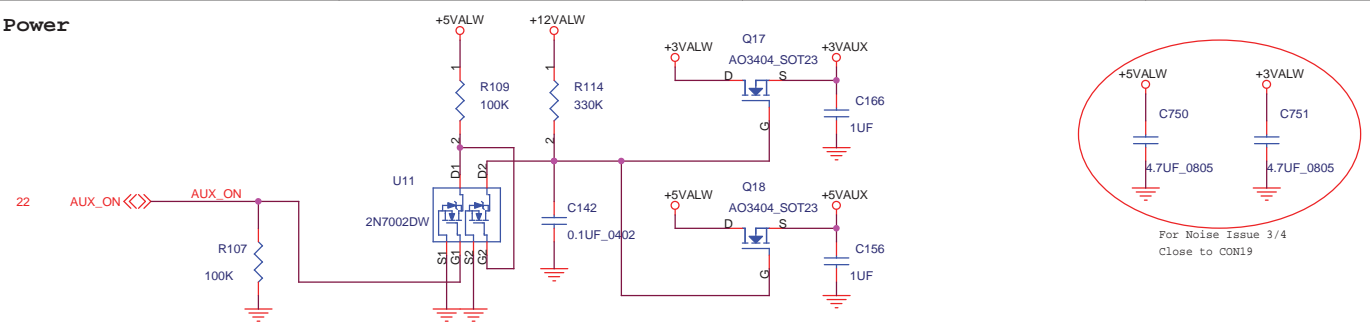 Power
+5VALW
+12VALW
1
R109
100K
2
1
R114
330K
2
Q17
+3VALW
AO3404_SOT23
+3VAUX
D
S
G
C166
1UF
D1
D2
U11
2N7002DW
S1
G1
S2
G2
22
AUX_ON
AUX_ON
R107
100K
C142
0.1UF_0402
Q18
+5VALW
AO3404_SOT23
+5VAUX
D
S
G
C156
1UF
+5VALW
+3VALW
C750
C751
4.7UF_0805
4.7UF_0805
For Noise Issue 3/4
Close to CON19